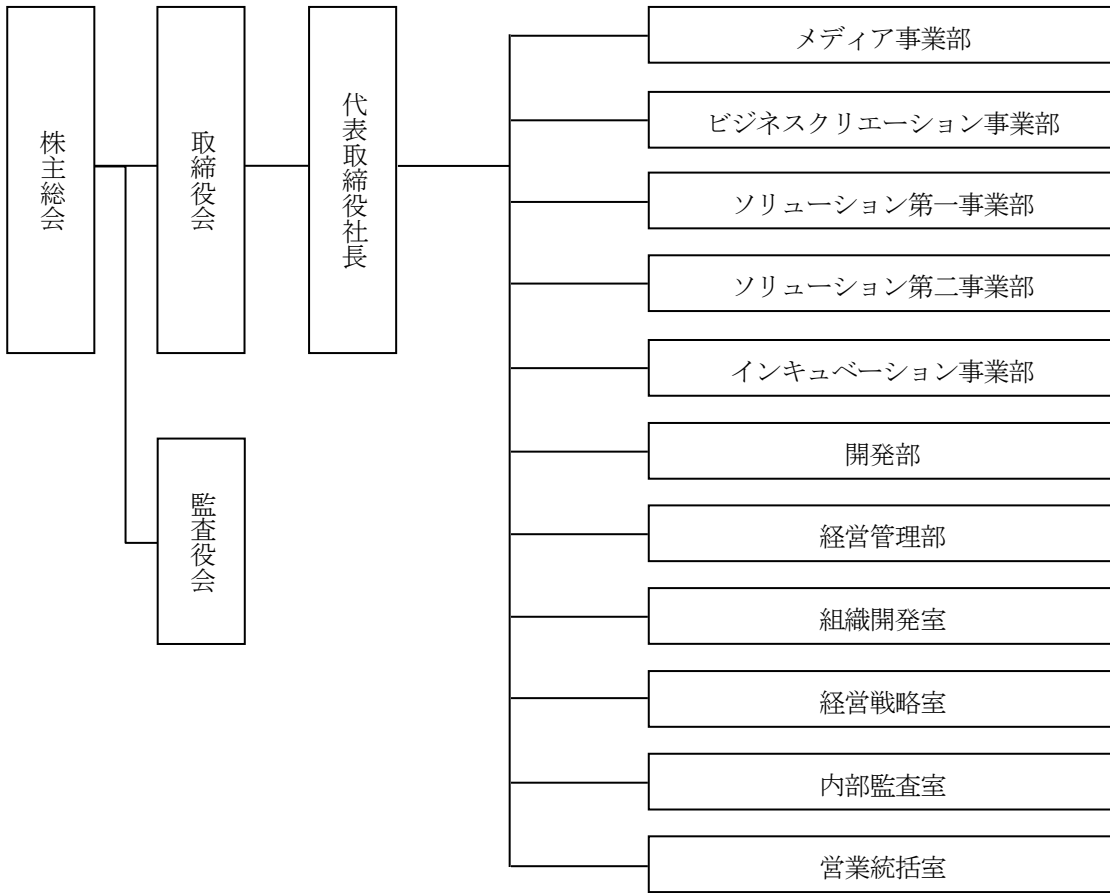 株主総会
取締役会
代表取締役社長
監査役会
メディア事業部
ビジネスクリエーション事業部
ソリューション第一事業部
ソリューション第二事業部
インキュベーション事業部
開発部
経営管理部
組織開発室
経営戦略室
内部監査室
営業統括室